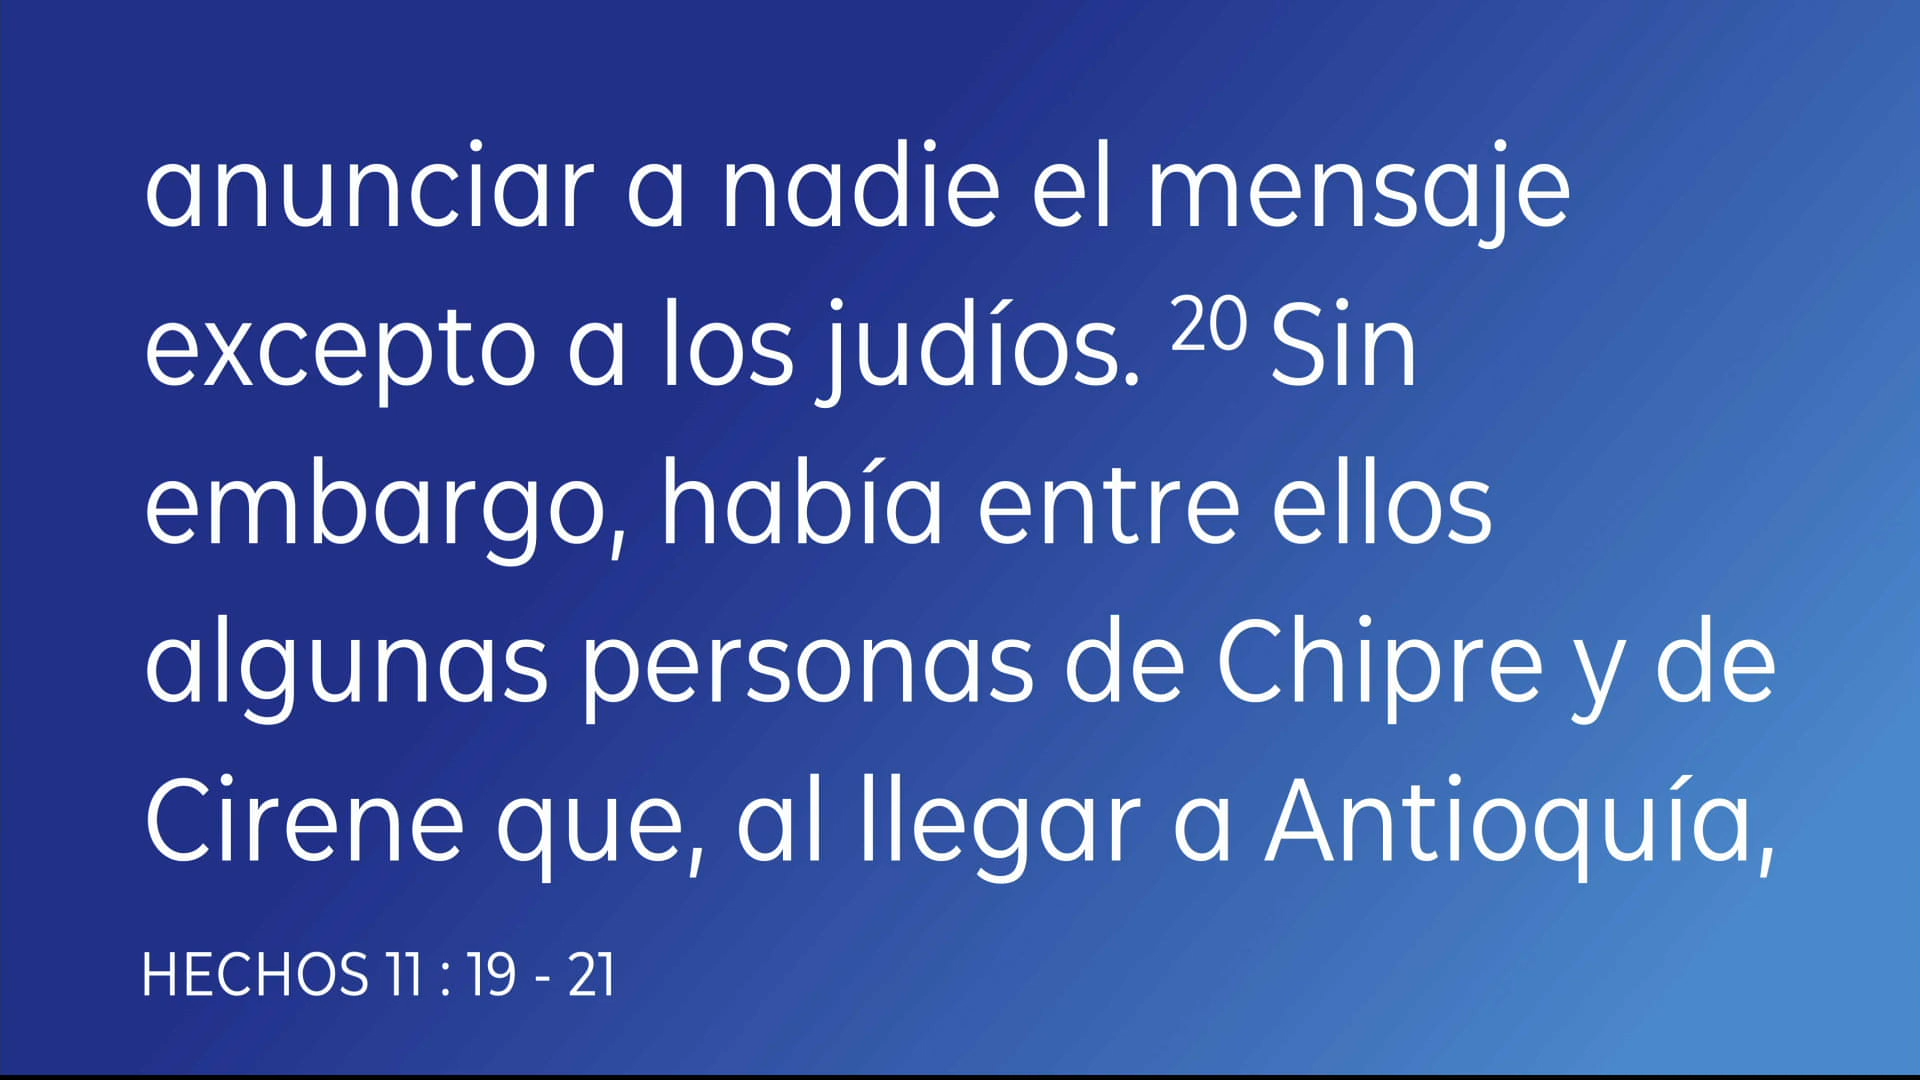 anunciar a nadie el mensaje
excepto a los judíos. 20 Sin
embargo, había entre ellos
algunas personas de Chipre y de
Cirene que, al llegar a Antioquía,
HECHOS 11 : 19 - 21